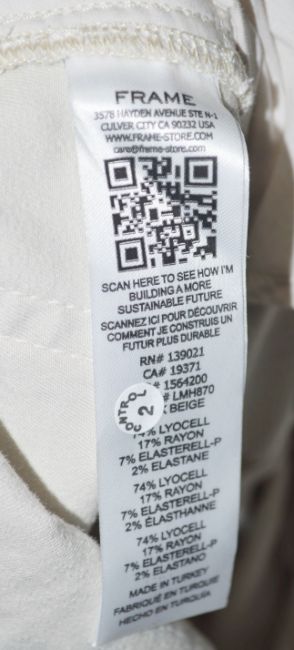 FRAME
3578 HAYDEN AVENUE STE N-1
CULVER CITY CA 90232 USA
WWW.FRAME-STORE.COM
care@frame-store.com
SCAN HERE TO SEE HOW I'M
BUILDING A MORE
SUSTAINABLE FUTURE
SCANNEZ ICI POUR DÉCOUVRIR
COMMENT JE CONSTRUIS UN
FUTUR PLUS DURABLE
RN# 139021
CA# 19371
# 1564200
# LMH870
BEIGE
CONTROL
2
74% LYOCELL
17% RAYON
7% ELASTERELL-P
2% ELASTANE
74% LYOCELL
17% RAYON
7% ELASTERELL-P
2% ÉLASTHANNE
74% LYOCELL
17% RAYON
7% ELASTERELL-P
2% ELASTANO
MADE IN TURKEY
FABRIQUÉ EN TURQUIE
HECHO EN TURQUÍA